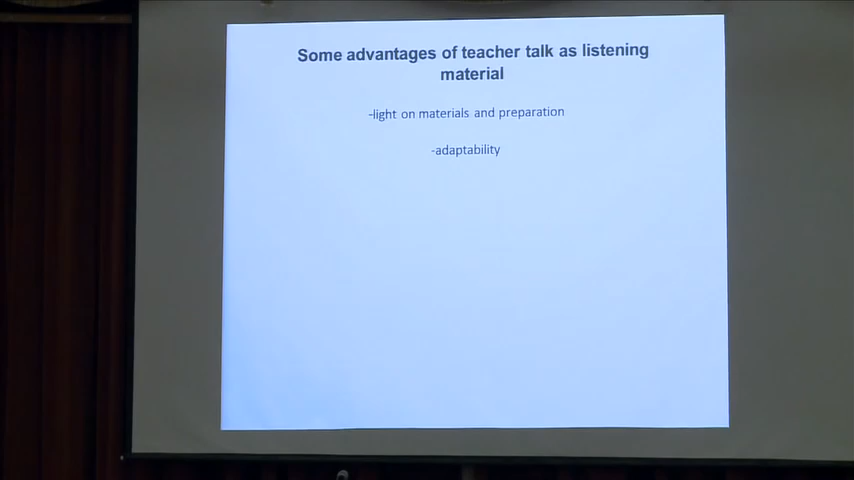 Some advantages of teacher talk as listening
material
-light on materials and preparation
-adaptability